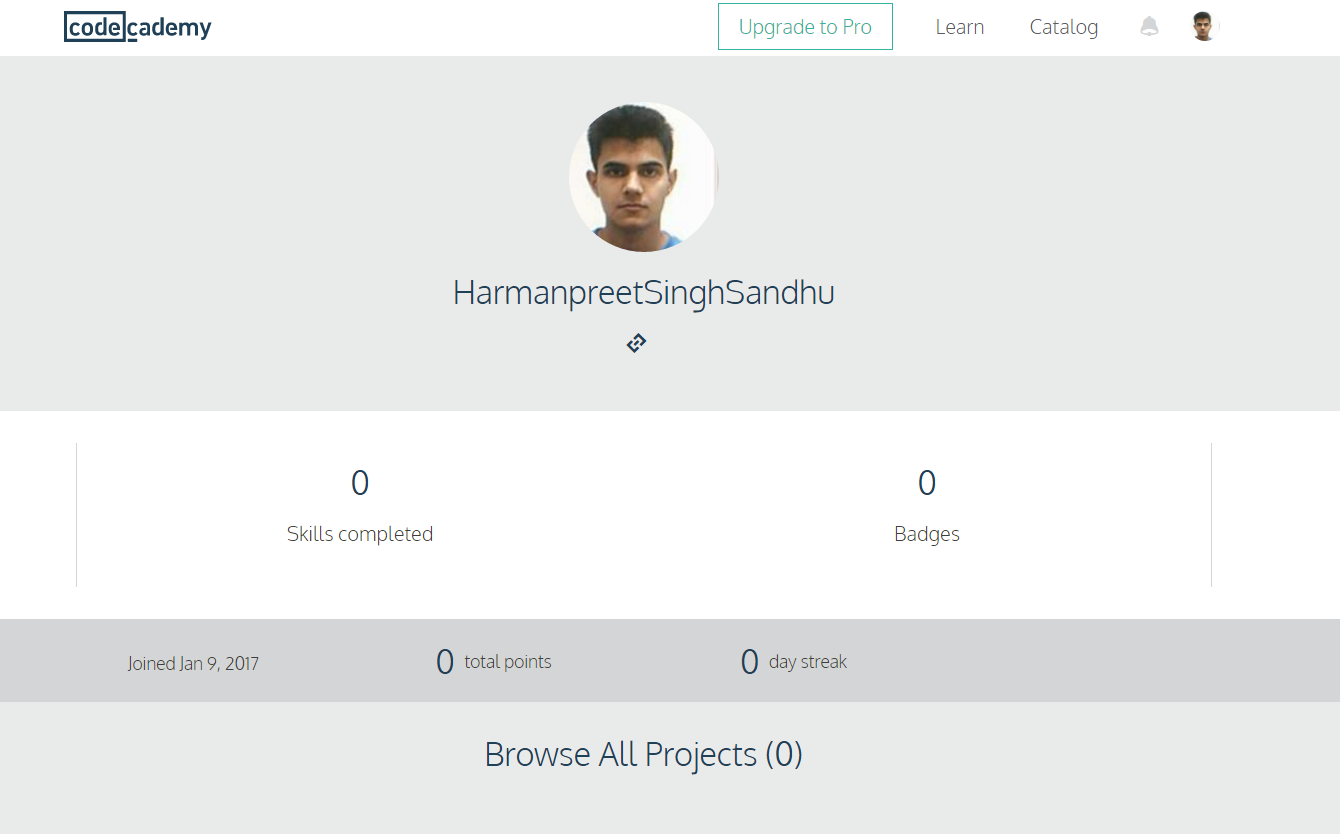 codecademy
Upgrade to Pro Learn Catalog
HarmanpreetSinghSandhu
0 0
Skills completed Badges
Joined Jan 9, 2017 0 total points 0 day streak
Browse All Projects (0)